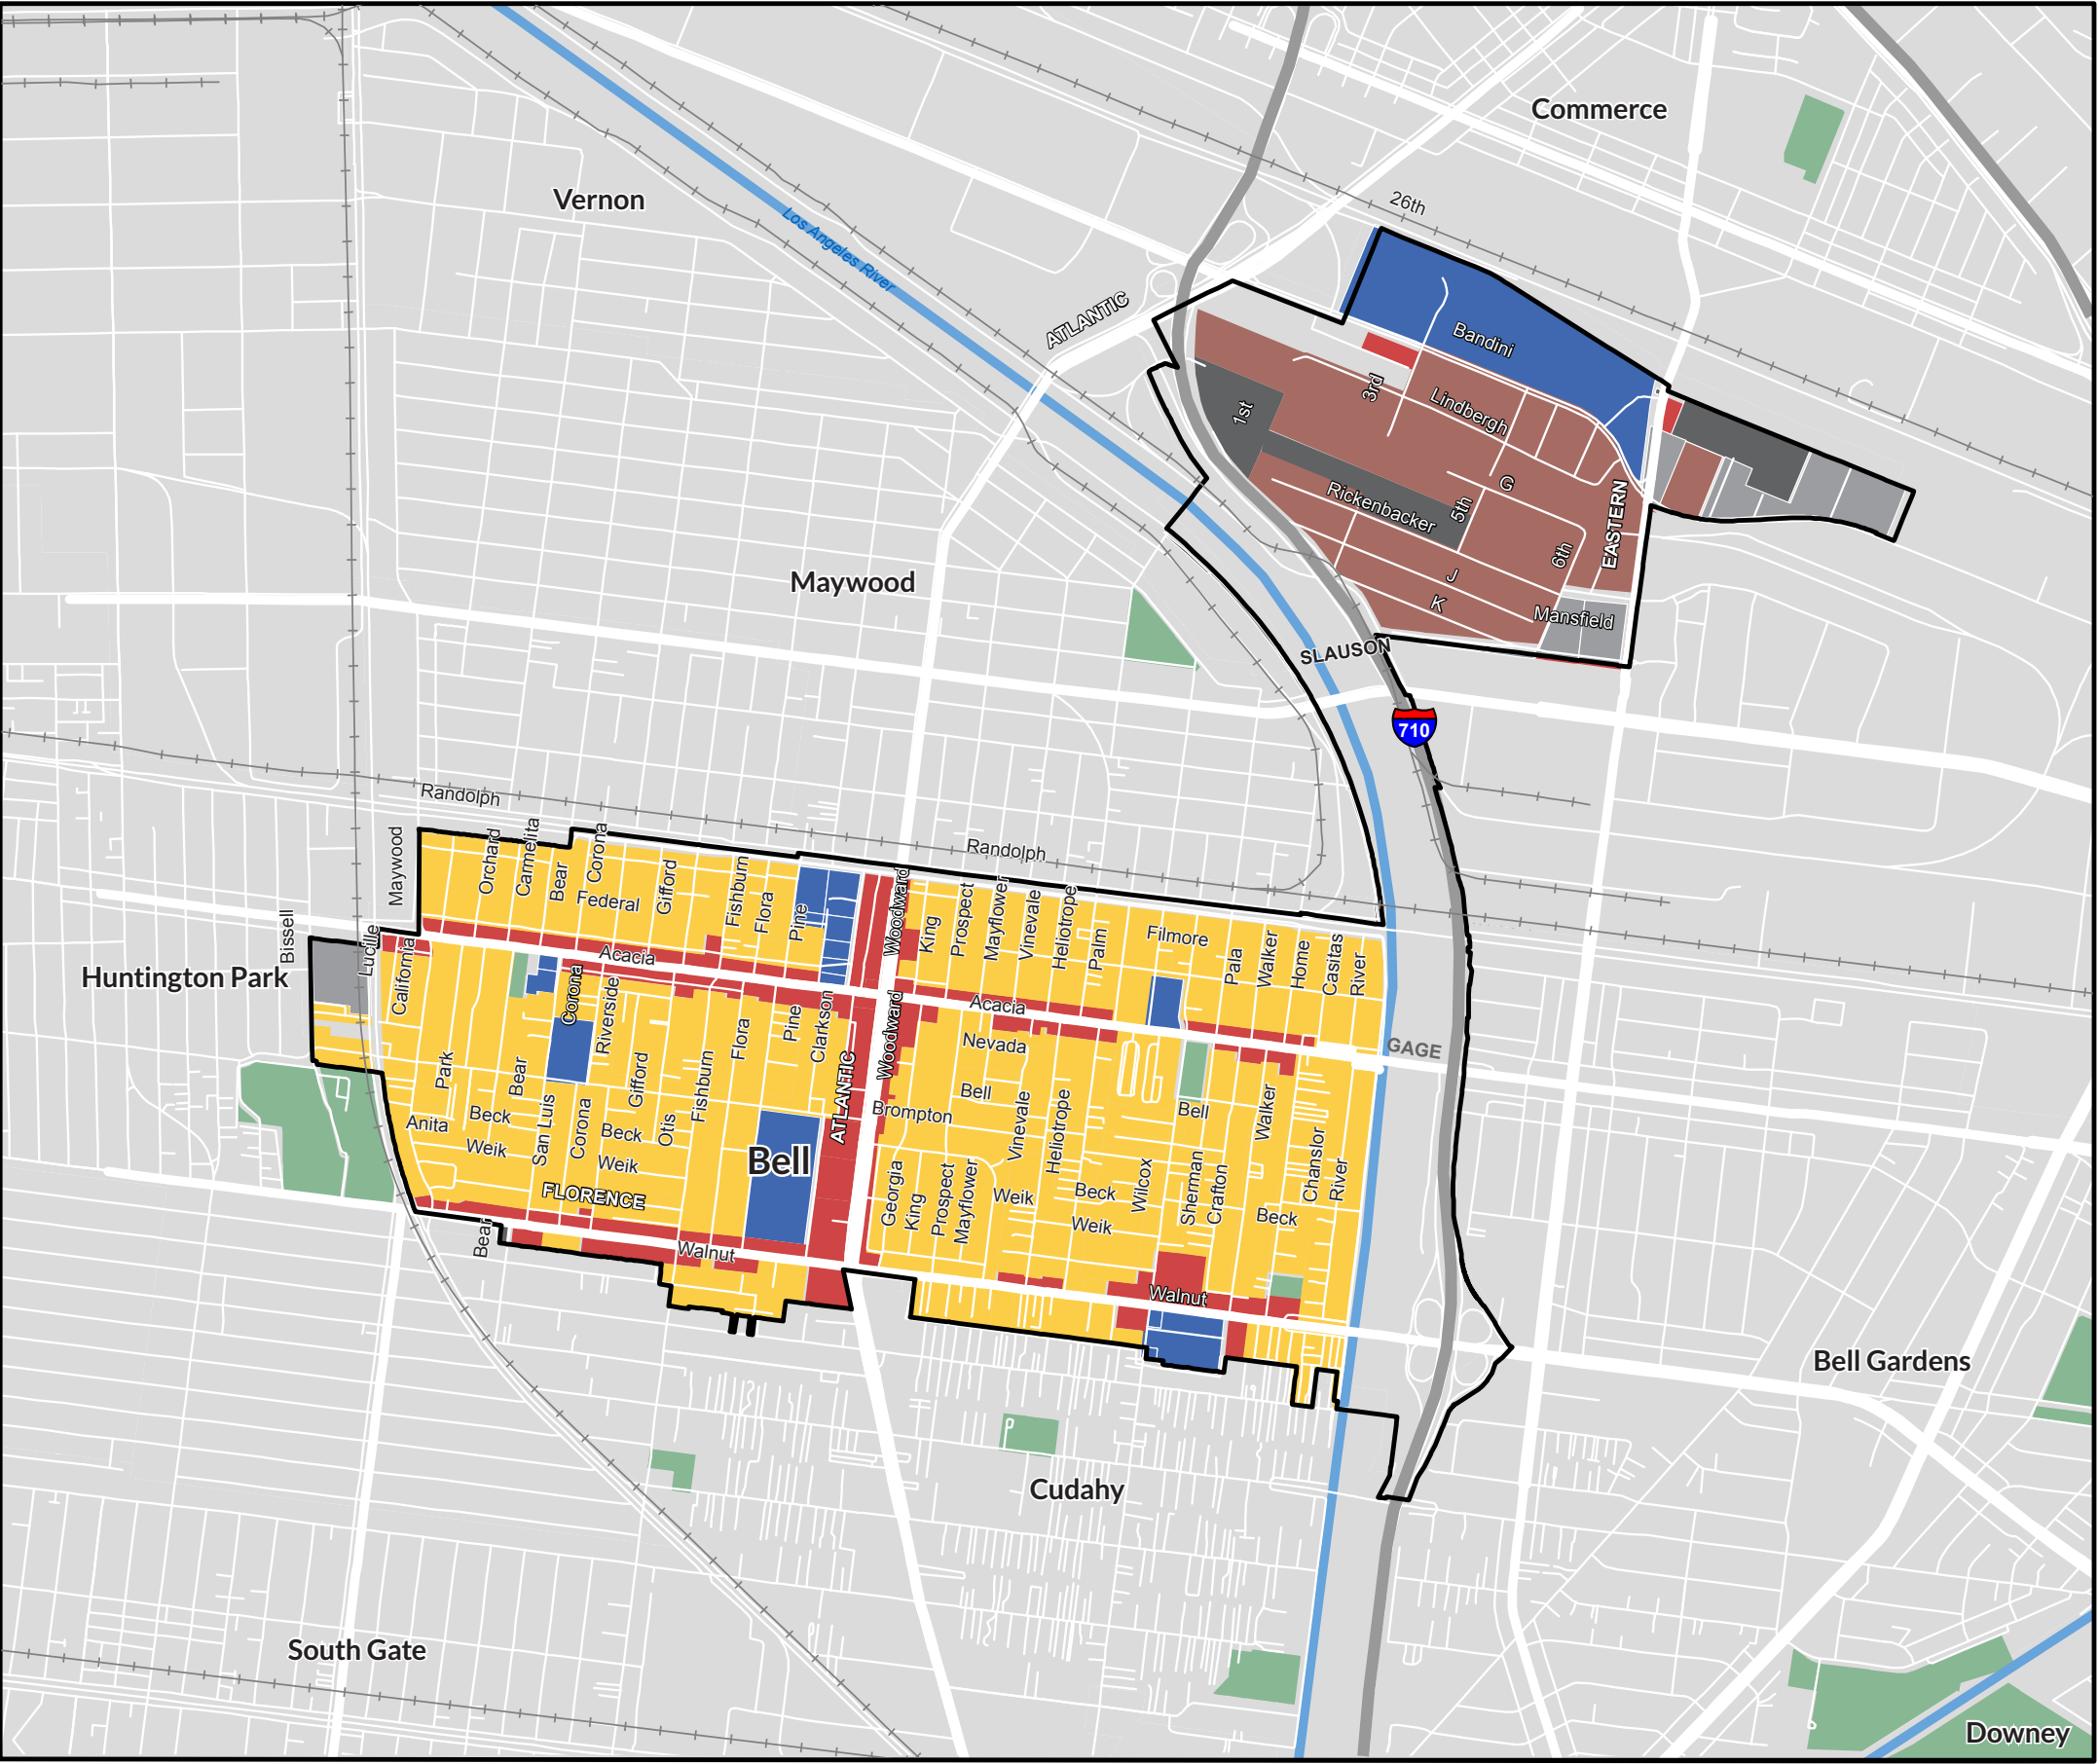 Commerce
Vernon
26th
Los Angeles River
ATLANTIC
Bandini
3rd
1st
Lindbergh
G
Rickenbacker
5th
EASTERN
6th
Maywood
J
K
Mansfield
SLAUSON
710
Randolph
Randolph
Maywood
Orchard
Carmelita
Bear
Corona
Federal
Gifford
Fishburn
Flora
Pine
Woodward
King
Prospect
Mayflower
Vinevale
Heliotrope
Palm
Filmore
Pala
Walker
Home
Casitas
River
Bissell
Lucille
California
Huntington Park
Acacia
Corona
Riverside
Acacia
Pine
Clarkson
Flora
Woodward
Nevada
GAGE
Park
Bear
Gifford
Fishburn
ATLANTIC
Bell
Brompton
Vinevale
Heliotrope
Bell
Walker
Anita
Beck
San Luis
Corona
Beck
Otis
Weik
Weik
Bell
Georgia
King
Prospect
Mayflower
Weik
Beck
Weik
Wilcox
Sherman
Crafton
Beck
Chanslor
River
FLORENCE
Bear
Walnut
Walnut
Bell Gardens
Cudahy
South Gate
Downey